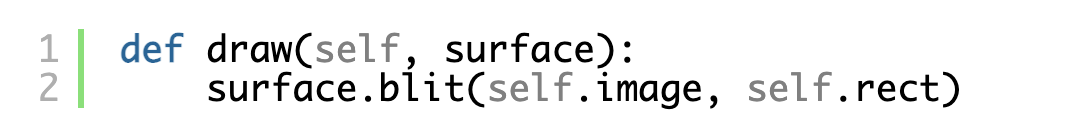 1 def draw(self, surface):
2     surface.blit(self.image, self.rect)